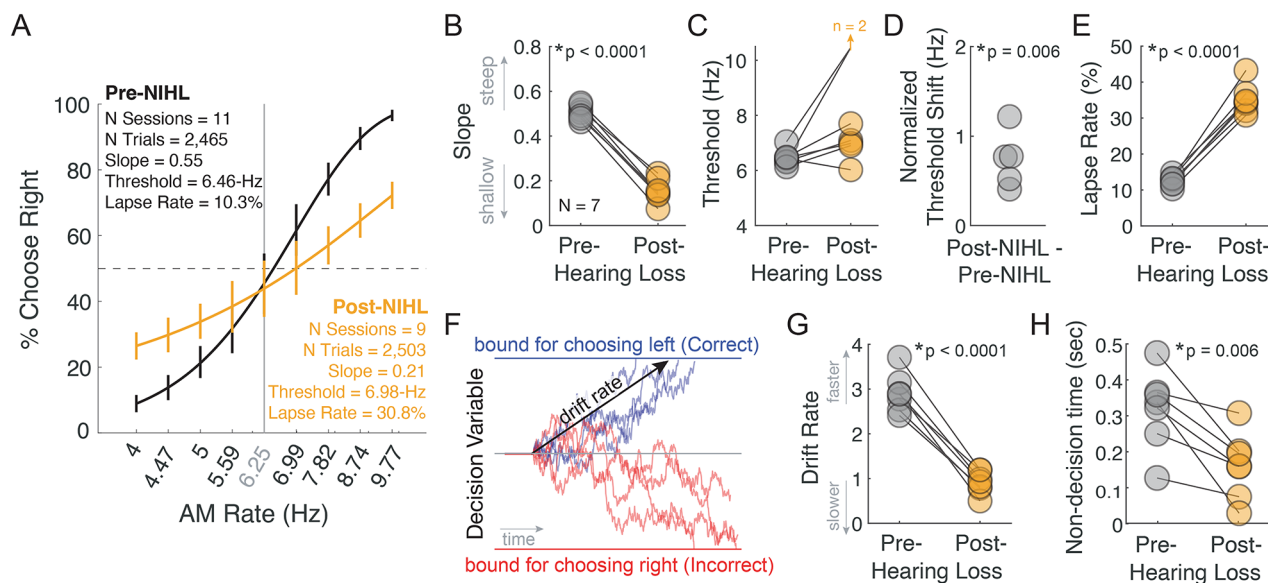 A
Pre-NIHL
N Sessions = 11
N Trials = 2,465
Slope = 0.55
Threshold = 6.46-Hz
Lapse Rate = 10.3%
Post-NIHL
N Sessions = 9
N Trials = 2,503
Slope = 0.21
Threshold = 6.98-Hz
Lapse Rate = 30.8%
% Choose Right
100
80
60
40
20
0
4
4.47
5
5.59
6.25
6.99
7.82
8.74
9.77
AM Rate (Hz)
B
*p < 0.0001
Slope
steep
shallow
0.8
0.6
0.4
0.2
0
N = 7
Pre- Post-
Hearing Loss
C
n = 2
Threshold (Hz)
10
8
6
4
Pre- Post-
Hearing Loss
D
*p = 0.006
Normalized
Threshold Shift (Hz)
2
1
0
Post-NIHL -
Pre-NIHL
E
*p < 0.0001
Lapse Rate (%)
50
40
30
20
10
0
Pre- Post-
Hearing Loss
F
bound for choosing left (Correct)
drift rate
Decision Variable
time
bound for choosing right (Incorrect)
G
*p < 0.0001
Drift Rate
faster
slower
4
3
2
1
0
Pre- Post-
Hearing Loss
H
*p = 0.006
Non-decision time (sec)
0.5
0.4
0.3
0.2
0.1
0
Pre- Post-
Hearing Loss